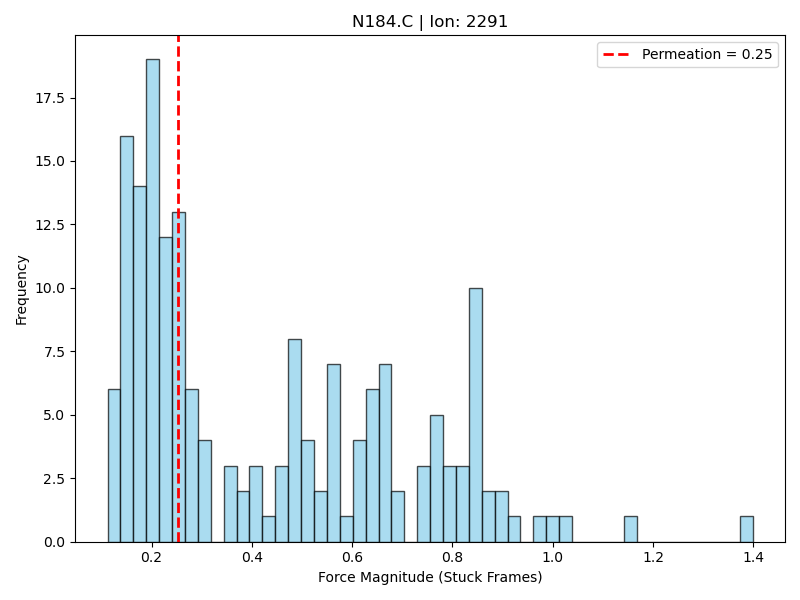 N184.C | Ion: 2291
Permeation = 0.25
Frequency
17.5
15.0
12.5
10.0
7.5
5.0
2.5
0.0
0.2 0.4 0.6 0.8 1.0 1.2 1.4
Force Magnitude (Stuck Frames)